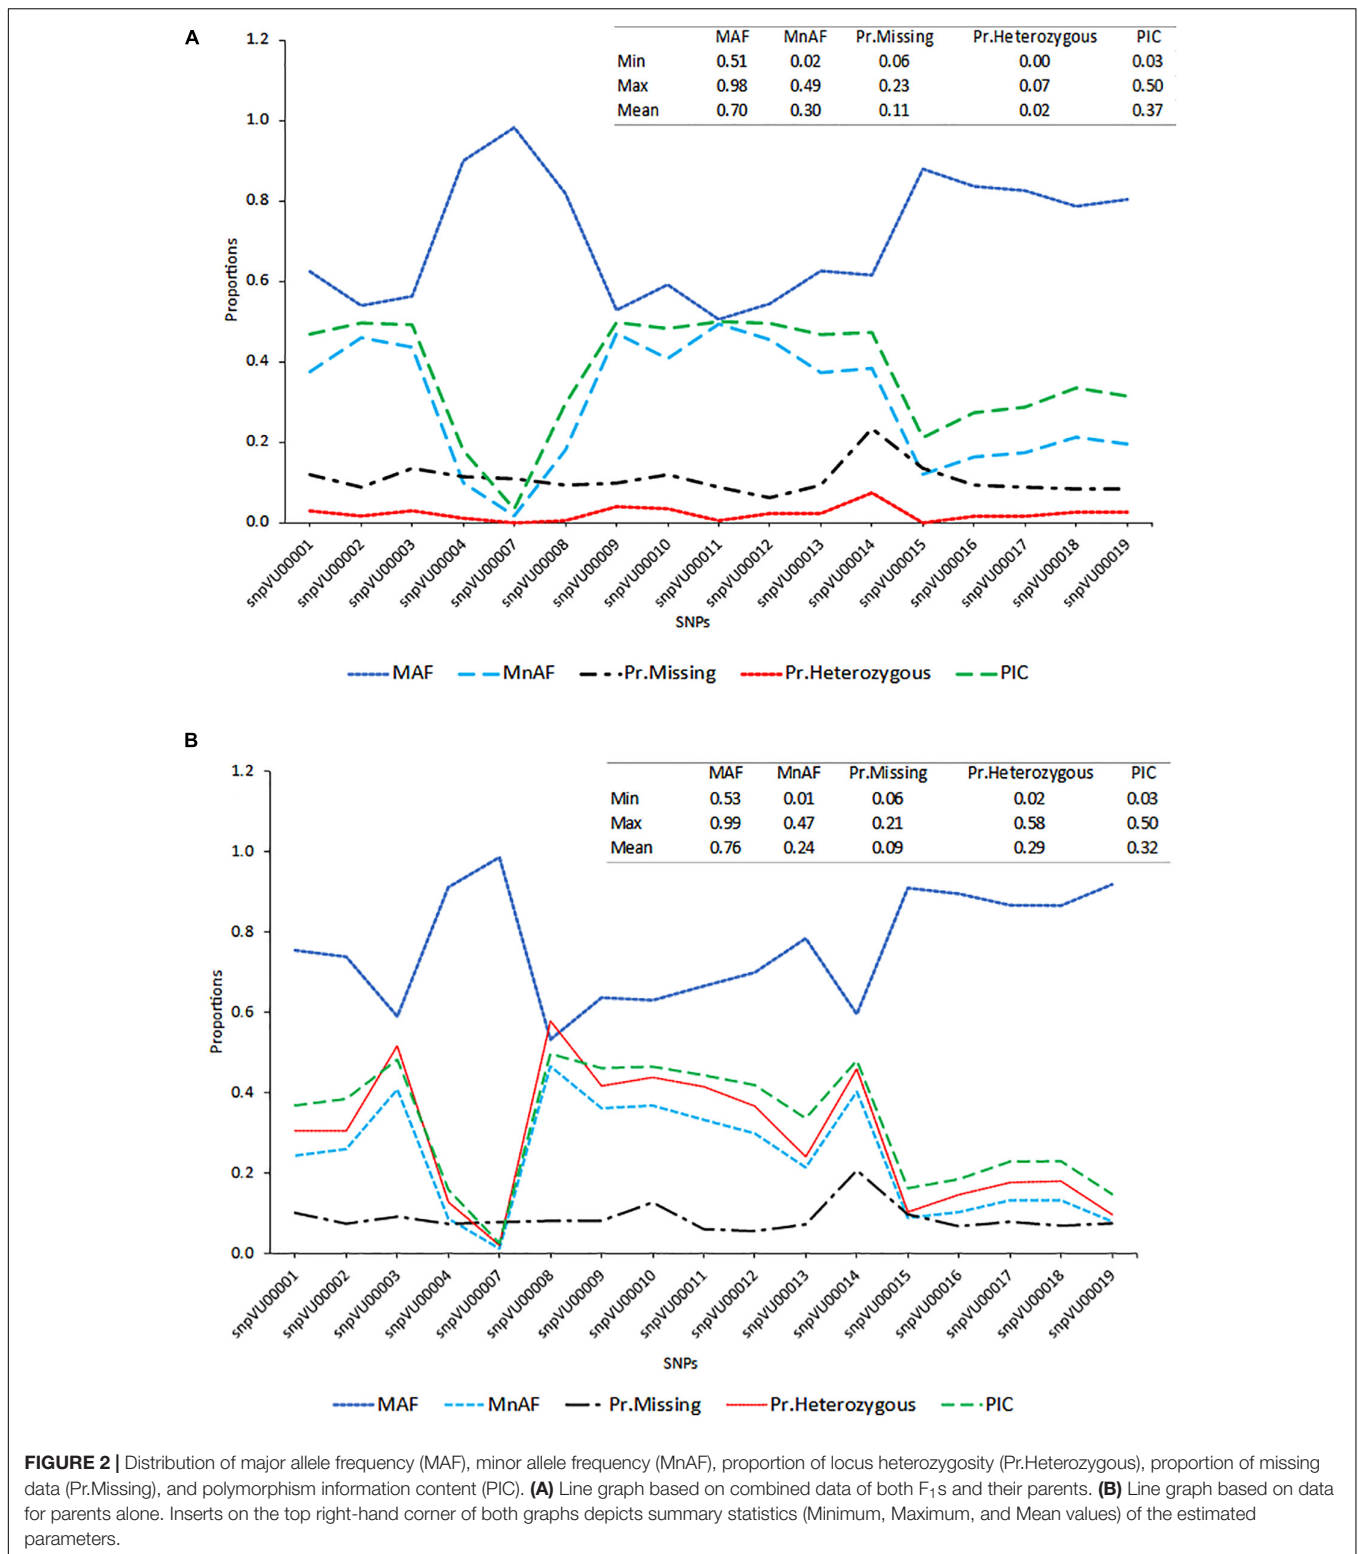 A
MAF MnAF Pr.Missing Pr.Heterozygous PIC
Min 0.51 0.02 0.06 0.00 0.03
Max 0.98 0.49 0.23 0.07 0.50
Mean 0.70 0.30 0.11 0.02 0.37
1.2
1.0
0.8
0.6
0.4
0.2
0.0
Proportions
snpVU00001 snpVU00002 snpVU00003 snpVU00004 snpVU00007 snpVU00008 snpVU00009 snpVU00010 snpVU00011 snpVU00012 snpVU00013 snpVU00014 snpVU00015 snpVU00016 snpVU00017 snpVU00018 snpVU00019
SNPs
MAF MnAF Pr.Missing Pr.Heterozygous PIC
B
MAF MnAF Pr.Missing Pr.Heterozygous PIC
Min 0.53 0.01 0.06 0.02 0.03
Max 0.99 0.47 0.21 0.58 0.50
Mean 0.76 0.24 0.09 0.29 0.32
1.2
1.0
0.8
0.6
0.4
0.2
0.0
Proportions
snpVU00001 snpVU00002 snpVU00003 snpVU00004 snpVU00007 snpVU00008 snpVU00009 snpVU00010 snpVU00011 snpVU00012 snpVU00013 snpVU00014 snpVU00015 snpVU00016 snpVU00017 snpVU00018 snpVU00019
SNPs
MAF MnAF Pr.Missing Pr.Heterozygous PIC
FIGURE 2 | Distribution of major allele frequency (MAF), minor allele frequency (MnAF), proportion of locus heterozygosity (Pr.Heterozygous), proportion of missing
data (Pr.Missing), and polymorphism information content (PIC). (A) Line graph based on combined data of both F₁s and their parents. (B) Line graph based on data
for parents alone. Inserts on the top right-hand corner of both graphs depicts summary statistics (Minimum, Maximum, and Mean values) of the estimated
parameters.